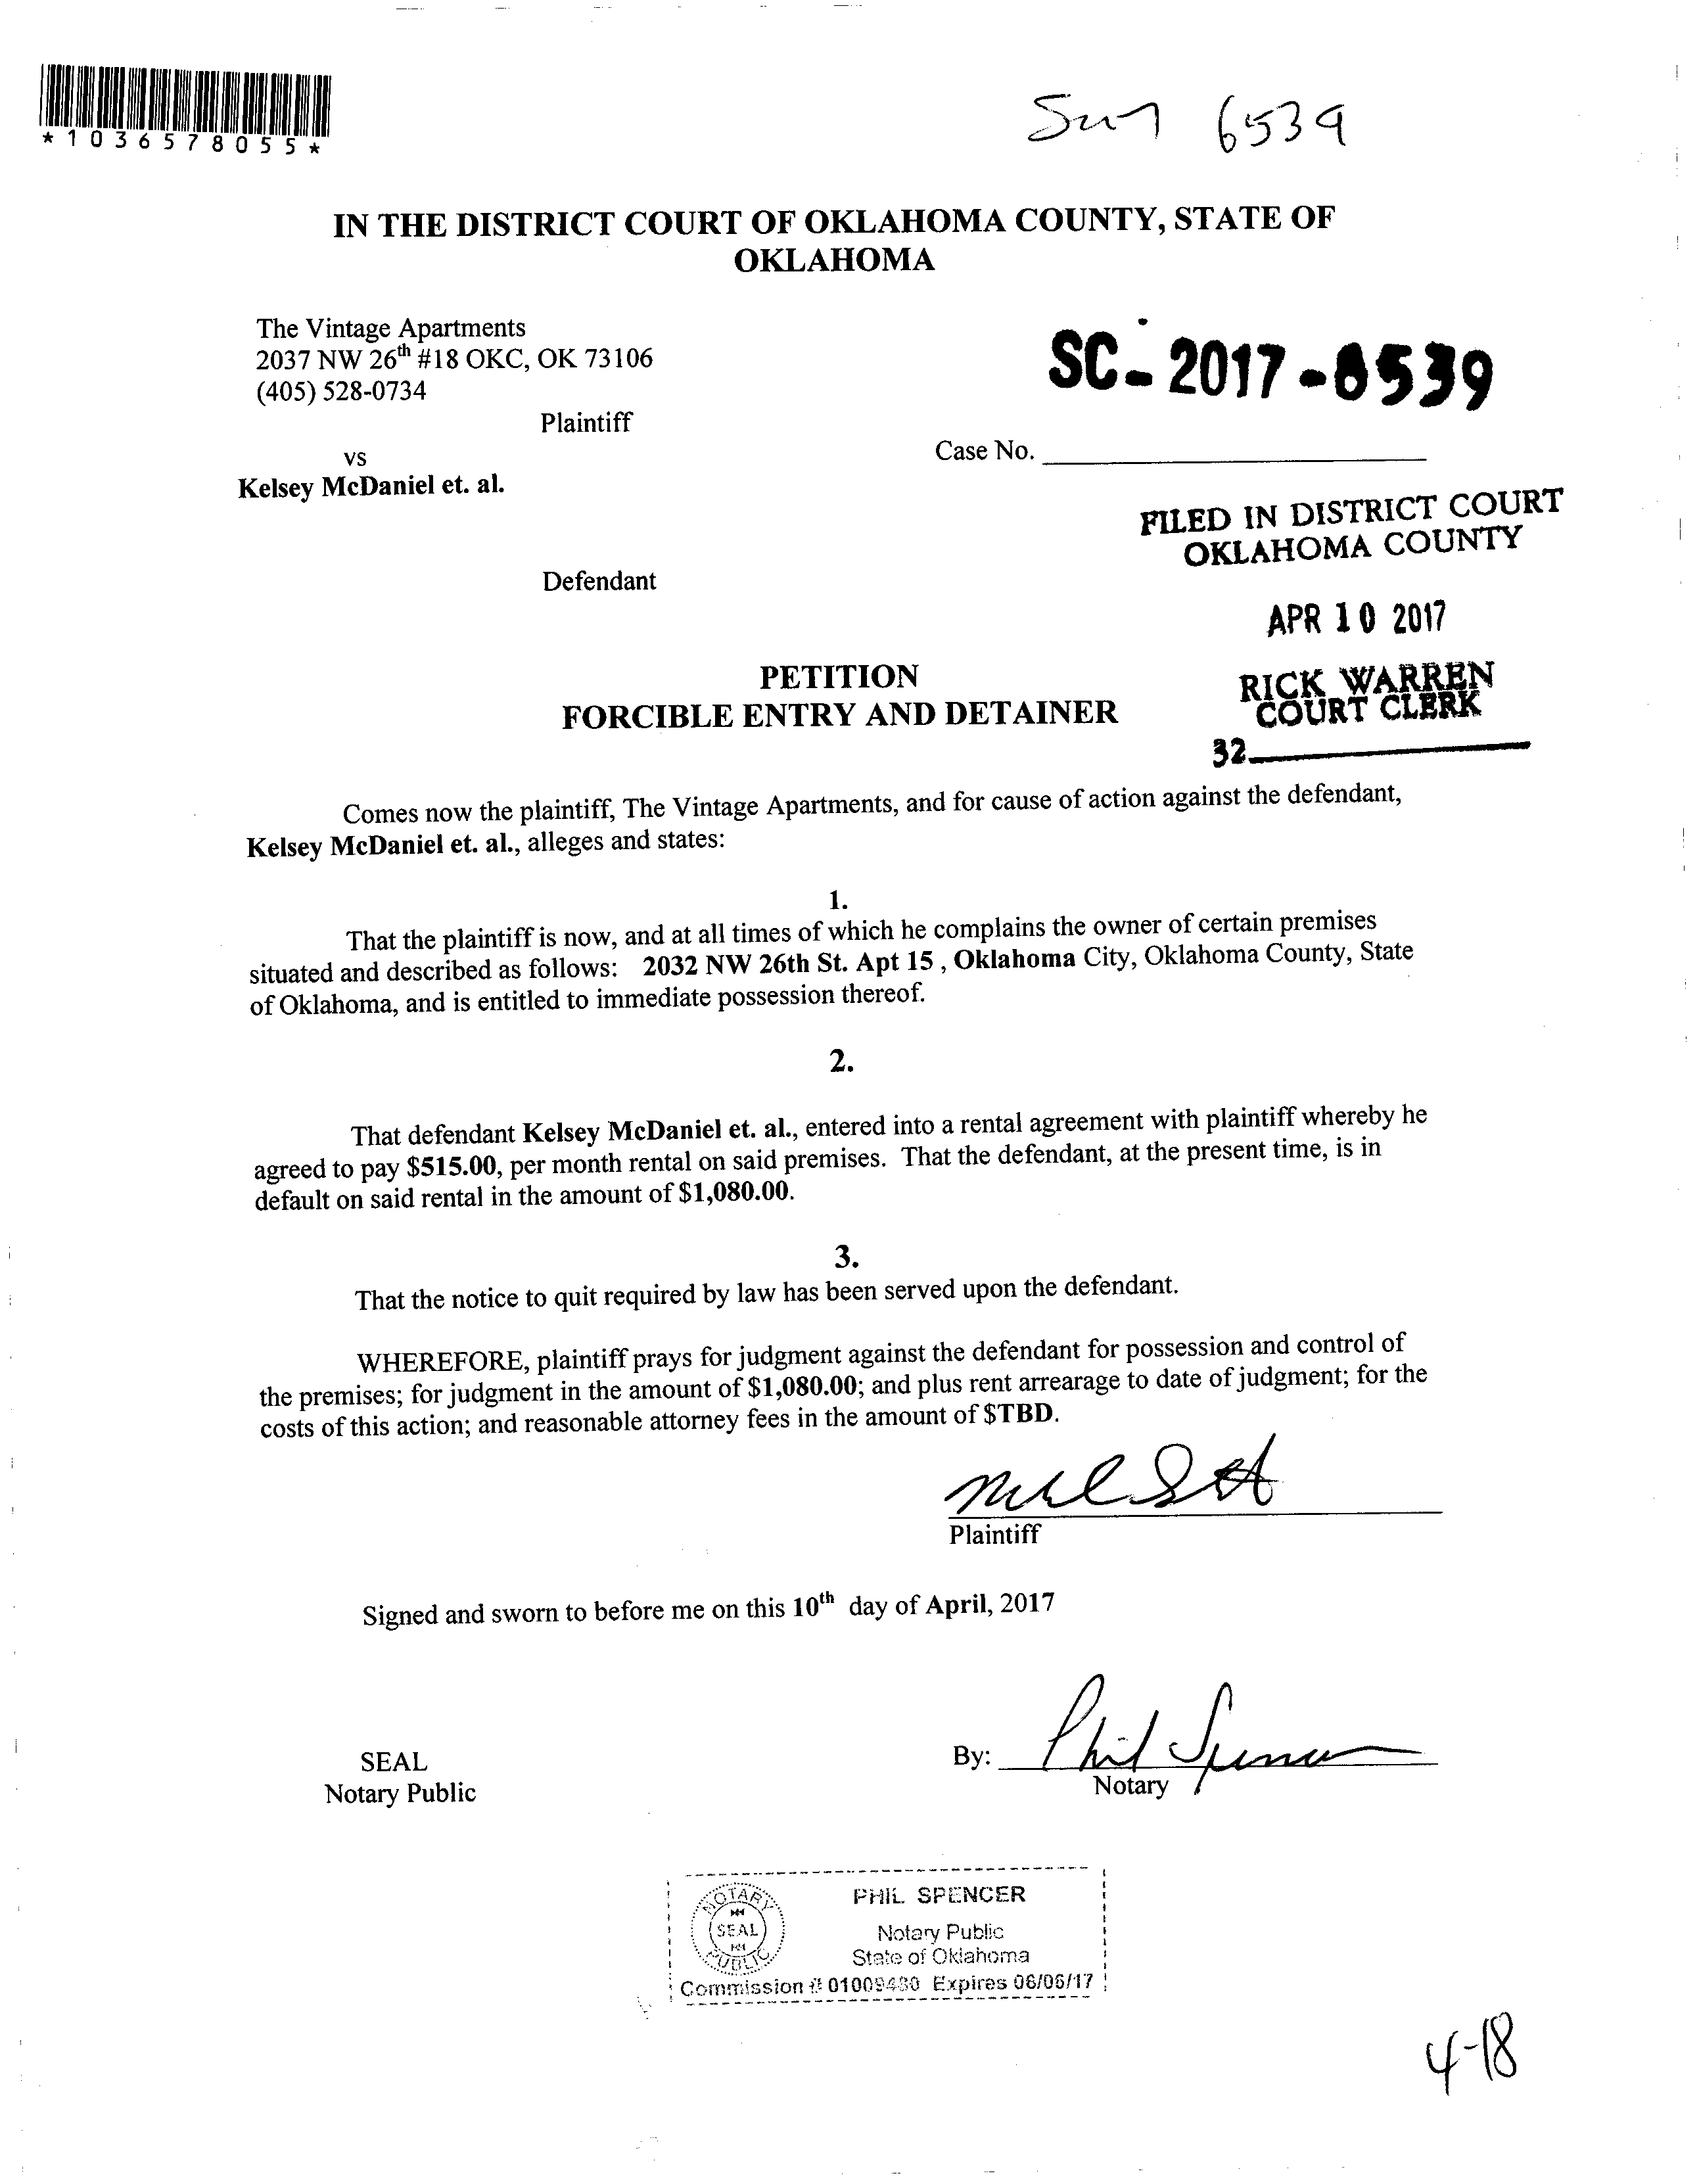 *1036578055*
6539
IN THE DISTRICT COURT OF OKLAHOMA COUNTY, STATE OF
OKLAHOMA
The Vintage Apartments
2037 NW 26th #18 OKC, OK 73106
(405) 528-0734
Plaintiff
vs
Kelsey McDaniel et. al.
Defendant
SC-2017-6539
Case No.
FILED IN DISTRICT COURT
OKLAHOMA COUNTY
APR 10 2017
RICK WARREN
COURT CLERK
32
PETITION
FORCIBLE ENTRY AND DETAINER
Comes now the plaintiff, The Vintage Apartments, and for cause of action against the defendant,
Kelsey McDaniel et. al., alleges and states:
1.
That the plaintiff is now, and at all times of which he complains the owner of certain premises
situated and described as follows: 2032 NW 26th St. Apt 15 , Oklahoma City, Oklahoma County, State
of Oklahoma, and is entitled to immediate possession thereof.
2.
That defendant Kelsey McDaniel et. al., entered into a rental agreement with plaintiff whereby he
agreed to pay $515.00, per month rental on said premises. That the defendant, at the present time, is in
default on said rental in the amount of $1,080.00.
3.
That the notice to quit required by law has been served upon the defendant.
WHEREFORE, plaintiff prays for judgment against the defendant for possession and control of
the premises; for judgment in the amount of $1,080.00; and plus rent arrearage to date of judgment; for the
costs of this action; and reasonable attorney fees in the amount of $TBD.
Plaintiff
Signed and sworn to before me on this 10th day of April, 2017
SEAL
Notary Public
By: Phil Spencer
Notary
NOTARY
SEAL
PUBLIC
PHIL SPENCER
Notary Public
State of Oklahoma
Commission # 01009480 Expires 06/06/17
4-18